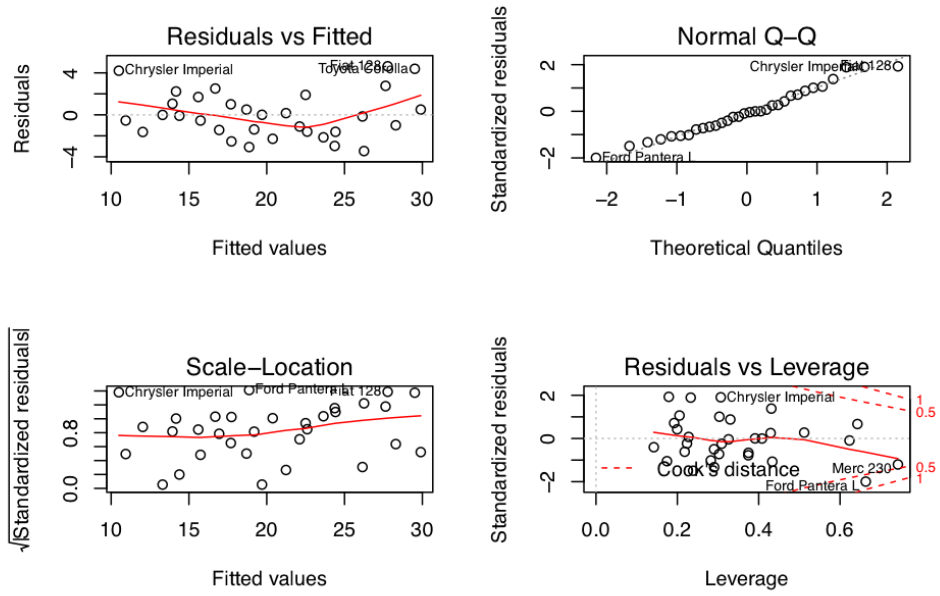 Residuals vs Fitted
Residuals
4
0
−4
Chrysler Imperial
Fiat 128
Toyota Corolla
10 15 20 25 30
Fitted values
Normal Q−Q
Standardized residuals
2
0
−2
Chrysler Imperial
Fiat 128
Ford Pantera L
−2 −1 0 1 2
Theoretical Quantiles
Scale−Location
√|Standardized residuals|
0.8
0.0
Chrysler Imperial
Ford Pantera L
Fiat 128
10 15 20 25 30
Fitted values
Residuals vs Leverage
Standardized residuals
2
0
−2
Chrysler Imperial
1
0.5
Cook's distance
Merc 230
0.5
Ford Pantera L
1
0.0 0.2 0.4 0.6
Leverage